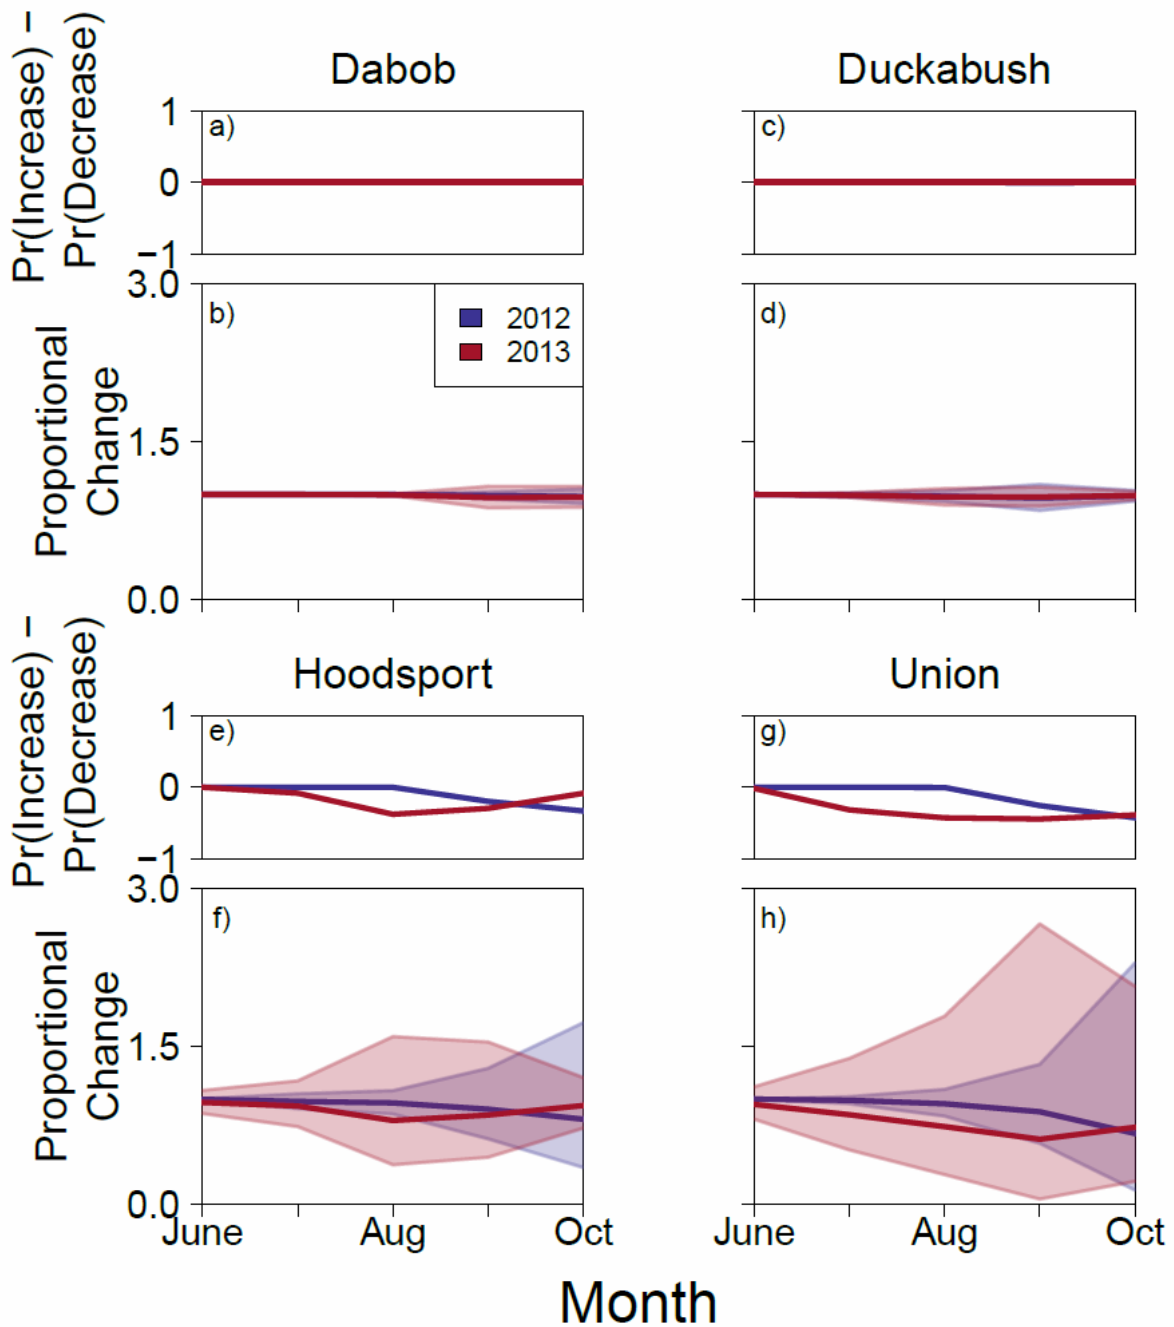 Dabob
Duckabush
Pr(Increase) −
Pr(Decrease)
1
0
−1
a)
c)
Proportional
Change
3.0
1.5
0.0
b)
2012
2013
d)
Hoodsport
Union
Pr(Increase) −
Pr(Decrease)
1
0
−1
e)
g)
Proportional
Change
3.0
1.5
0.0
f)
h)
June
Aug
Oct
June
Aug
Oct
Month